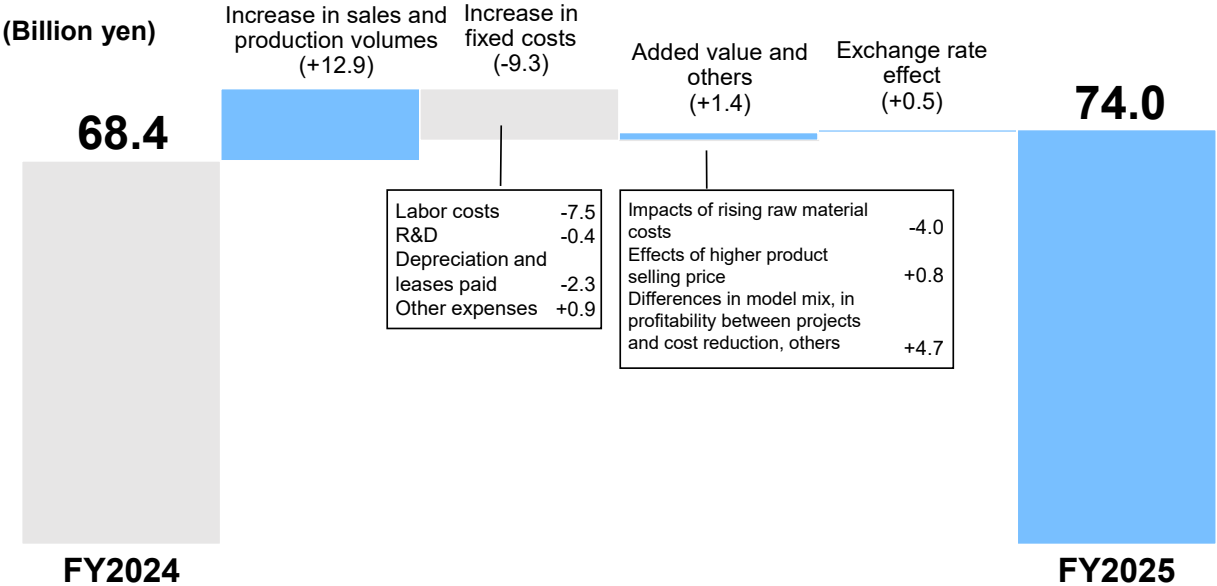 (Billion yen)
68.4
Increase in sales and
production volumes
(+12.9)
Increase in
fixed costs
(-9.3)
Added value and
others
(+1.4)
Exchange rate
effect
(+0.5)
74.0
Labor costs -7.5
R&D -0.4
Depreciation and
leases paid -2.3
Other expenses +0.9
Impacts of rising raw material
costs -4.0
Effects of higher product
selling price +0.8
Differences in model mix, in
profitability between projects
and cost reduction, others +4.7
FY2024
FY2025